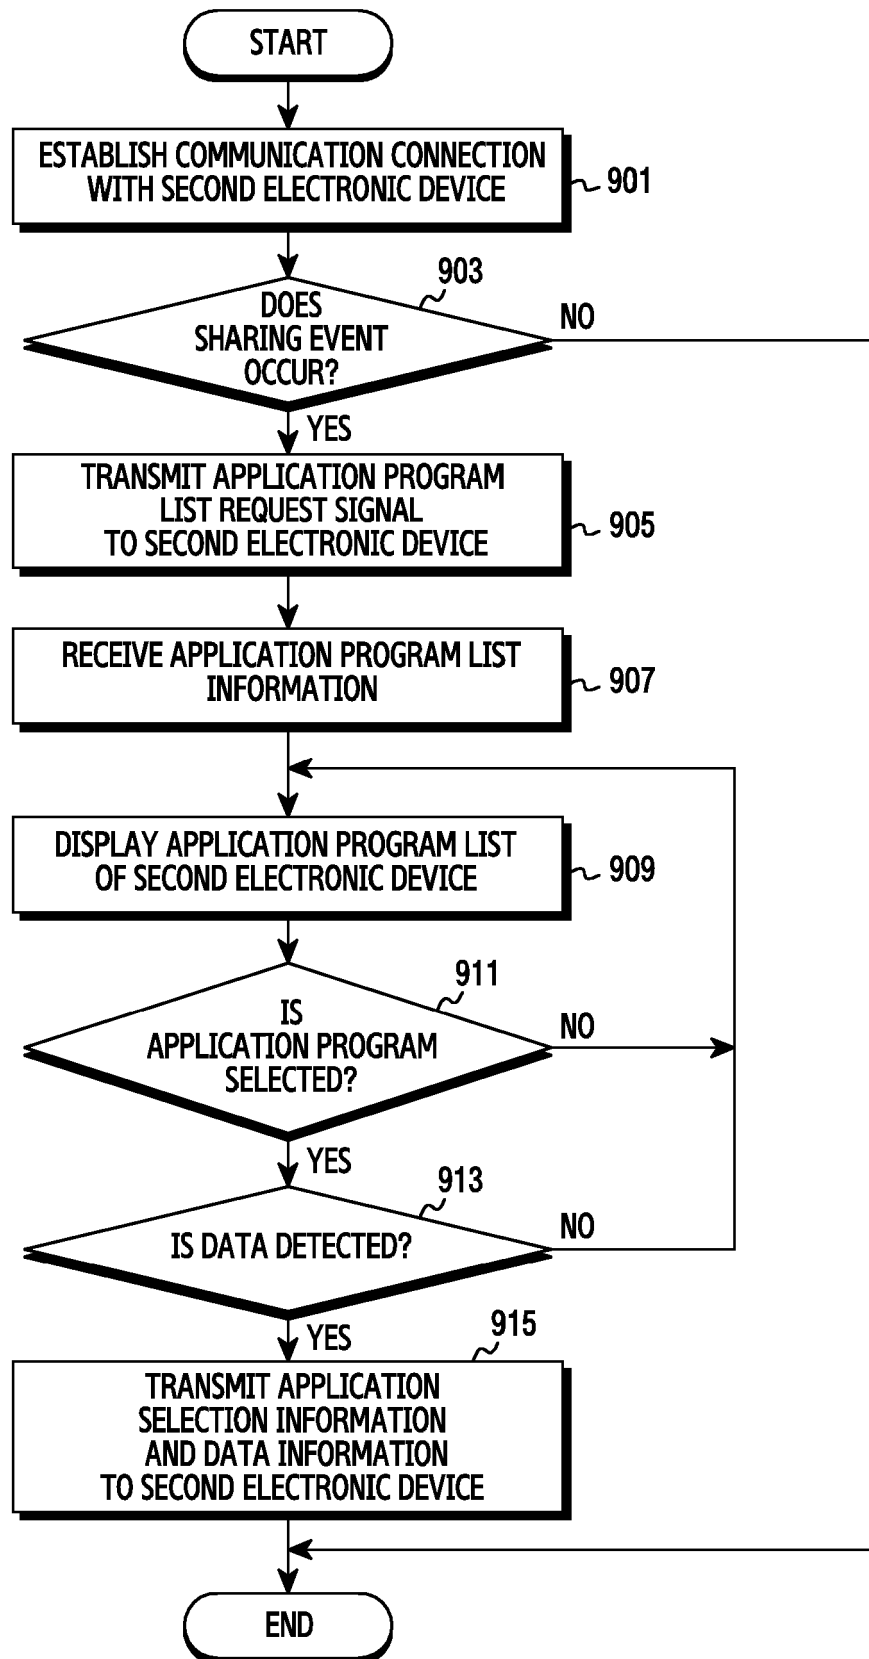 START
ESTABLISH COMMUNICATION CONNECTION
WITH SECOND ELECTRONIC DEVICE
901
903
DOES
SHARING EVENT
OCCUR?
NO
YES
TRANSMIT APPLICATION PROGRAM
LIST REQUEST SIGNAL
TO SECOND ELECTRONIC DEVICE
905
RECEIVE APPLICATION PROGRAM LIST
INFORMATION
907
DISPLAY APPLICATION PROGRAM LIST
OF SECOND ELECTRONIC DEVICE
909
911
IS
APPLICATION PROGRAM
SELECTED?
NO
YES
913
IS DATA DETECTED?
NO
YES
915
TRANSMIT APPLICATION
SELECTION INFORMATION
AND DATA INFORMATION
TO SECOND ELECTRONIC DEVICE
END